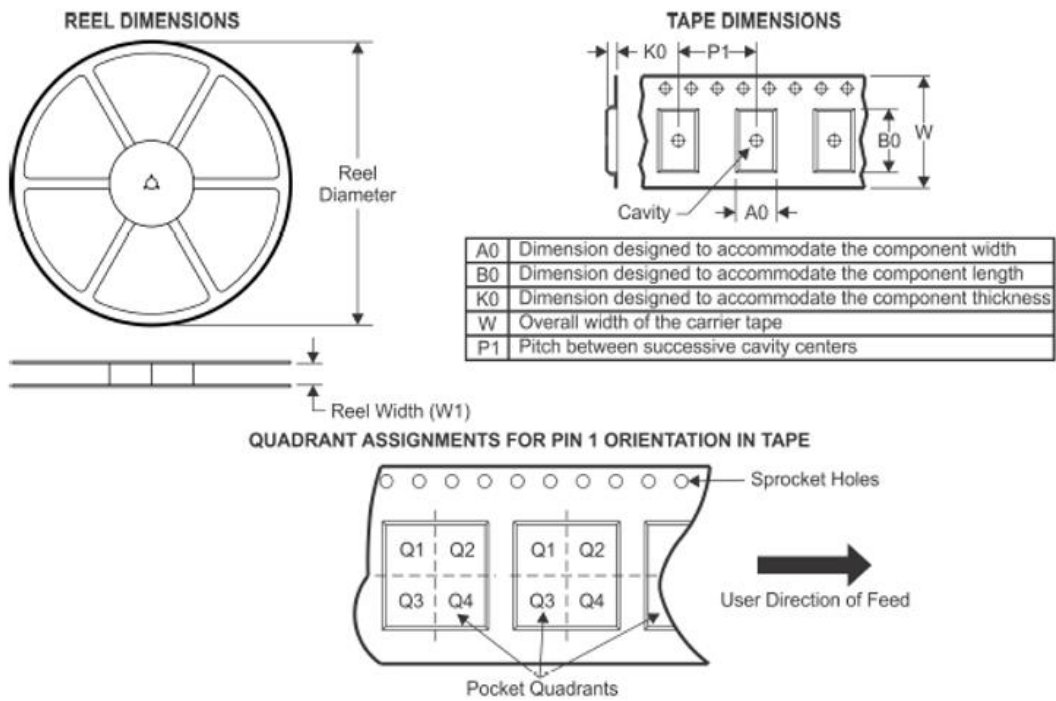 REEL DIMENSIONS
Reel
Diameter
Reel Width (W1)
TAPE DIMENSIONS
K0
P1
B0
W
Cavity
A0
A0 Dimension designed to accommodate the component width
B0 Dimension designed to accommodate the component length
K0 Dimension designed to accommodate the component thickness
W Overall width of the carrier tape
P1 Pitch between successive cavity centers
QUADRANT ASSIGNMENTS FOR PIN 1 ORIENTATION IN TAPE
Sprocket Holes
Q1 Q2 Q1 Q2
Q3 Q4 Q3 Q4
User Direction of Feed
Pocket Quadrants